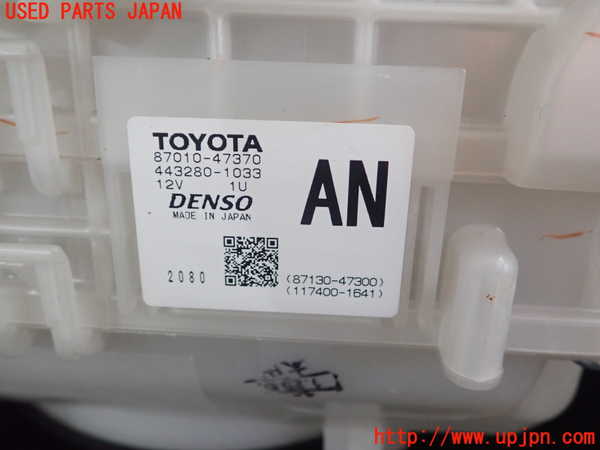 USED PARTS JAPAN
TOYOTA
87010-47370
443280-1033
12V 1U
DENSO
MADE IN JAPAN
AN
2080
(87130-47300)
(117400-1641)
http://www.upjpn.com